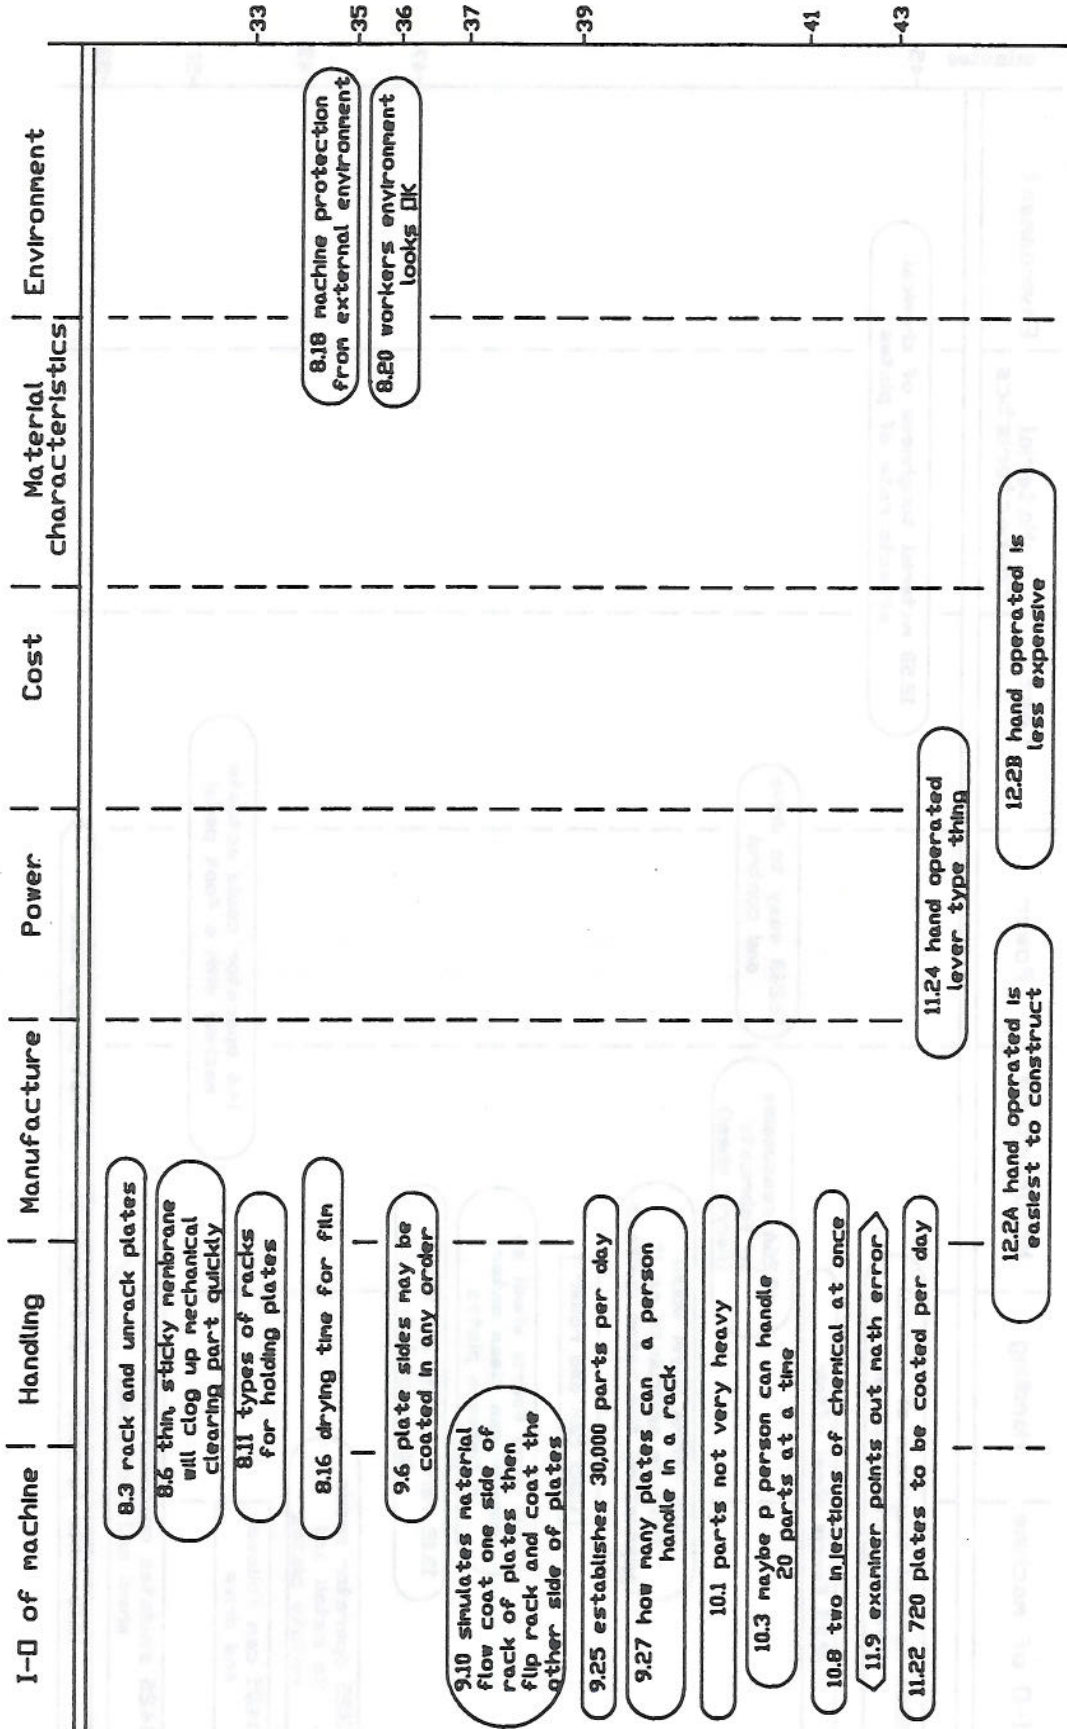 I-O of machine | Handling | Manufacture | Power | Cost | Material characteristics | Environment
8.3 rack and unrack plates
8.6 thin, sticky membrane
will clog up mechanical
clearing part quickly
8.11 types of racks
for holding plates
-33
8.16 drying time for film
8.18 machine protection
from external environment
-35
9.6 plate sides may be
coated in any order
8.20 workers environment
looks OK
-36
9.10 simulates material
flow coat one side of
rack of plates then
flip rack and coat the
other side of plates
-37
9.25 establishes 30,000 parts per day
-39
9.27 how many plates can a person
handle in a rack
10.1 parts not very heavy
10.3 maybe p person can handle
20 parts at a time
10.8 two injections of chemical at once
-41
11.9 examiner points out math error
11.22 720 plates to be coated per day
-43
11.24 hand operated
lever type thing
12.2A hand operated is
easiest to construct
12.2B hand operated is
less expensive